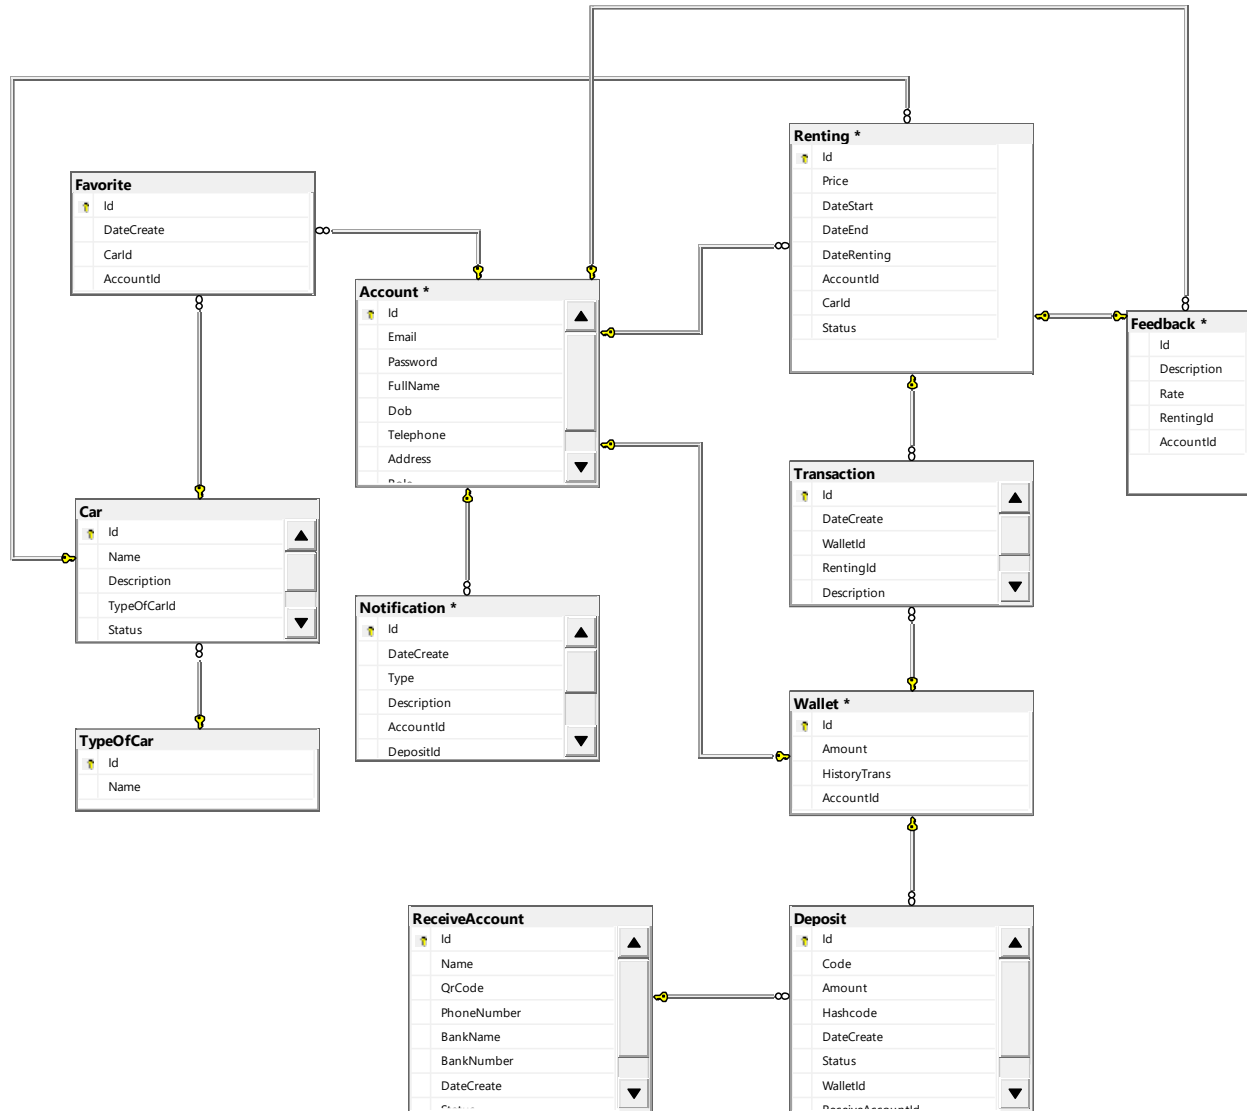 Renting *
Id
Price
DateStart
DateEnd
DateRenting
AccountId
CarId
Status
Favorite
Id
DateCreate
CarId
AccountId
Account *
Id
Email
Password
FullName
Dob
Telephone
Address
Feedback *
Id
Description
Rate
RentingId
AccountId
Transaction
Id
DateCreate
WalletId
RentingId
Description
Car
Id
Name
Description
TypeOfCarId
Status
Notification *
Id
DateCreate
Type
Description
AccountId
DepositId
Wallet *
Id
Amount
HistoryTrans
AccountId
TypeOfCar
Id
Name
ReceiveAccount
Id
Name
QrCode
PhoneNumber
BankName
BankNumber
DateCreate
Deposit
Id
Code
Amount
Hashcode
DateCreate
Status
WalletId
ReceiveAccountId